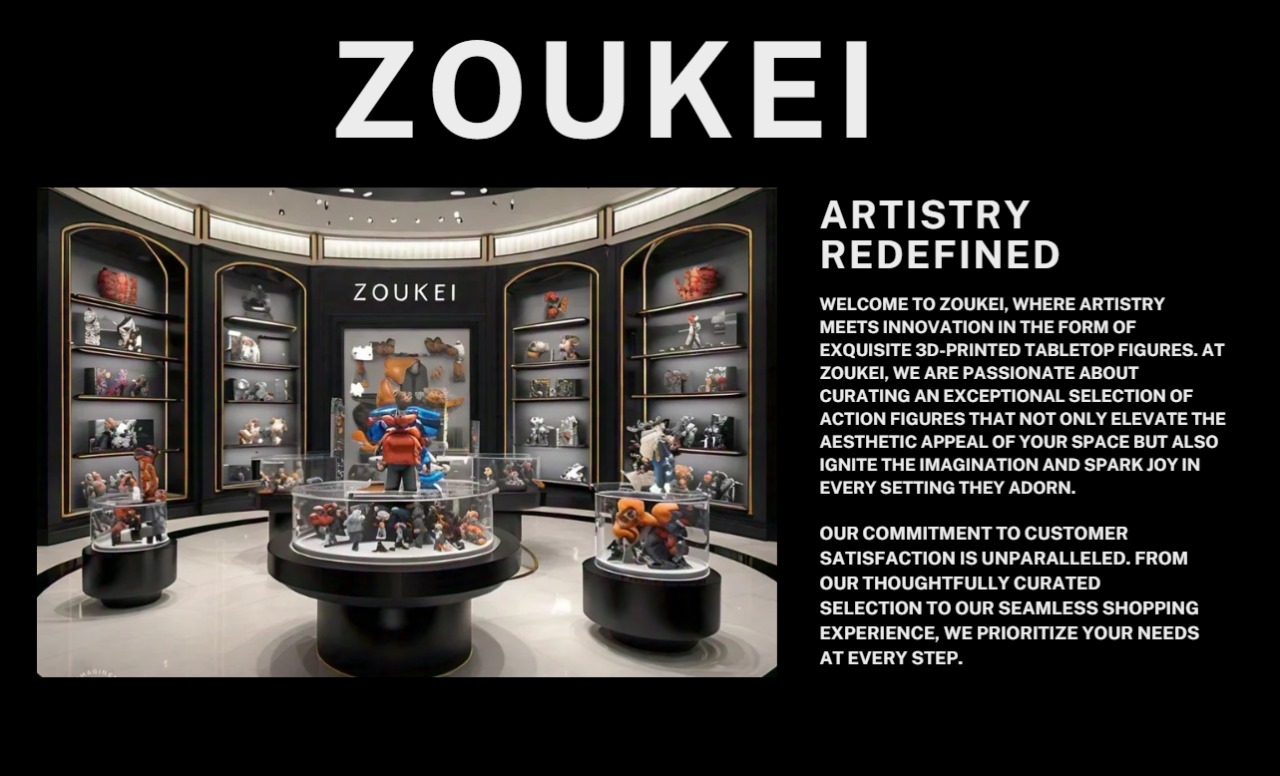 ZOUKEI
ZOUKEI
ARTISTRY
REDEFINED
WELCOME TO ZOUKEI, WHERE ARTISTRY
MEETS INNOVATION IN THE FORM OF
EXQUISITE 3D-PRINTED TABLETOP FIGURES. AT
ZOUKEI, WE ARE PASSIONATE ABOUT
CURATING AN EXCEPTIONAL SELECTION OF
ACTION FIGURES THAT NOT ONLY ELEVATE THE
AESTHETIC APPEAL OF YOUR SPACE BUT ALSO
IGNITE THE IMAGINATION AND SPARK JOY IN
EVERY SETTING THEY ADORN.
OUR COMMITMENT TO CUSTOMER
SATISFACTION IS UNPARALLELED. FROM
OUR THOUGHTFULLY CURATED
SELECTION TO OUR SEAMLESS SHOPPING
EXPERIENCE, WE PRIORITIZE YOUR NEEDS
AT EVERY STEP.